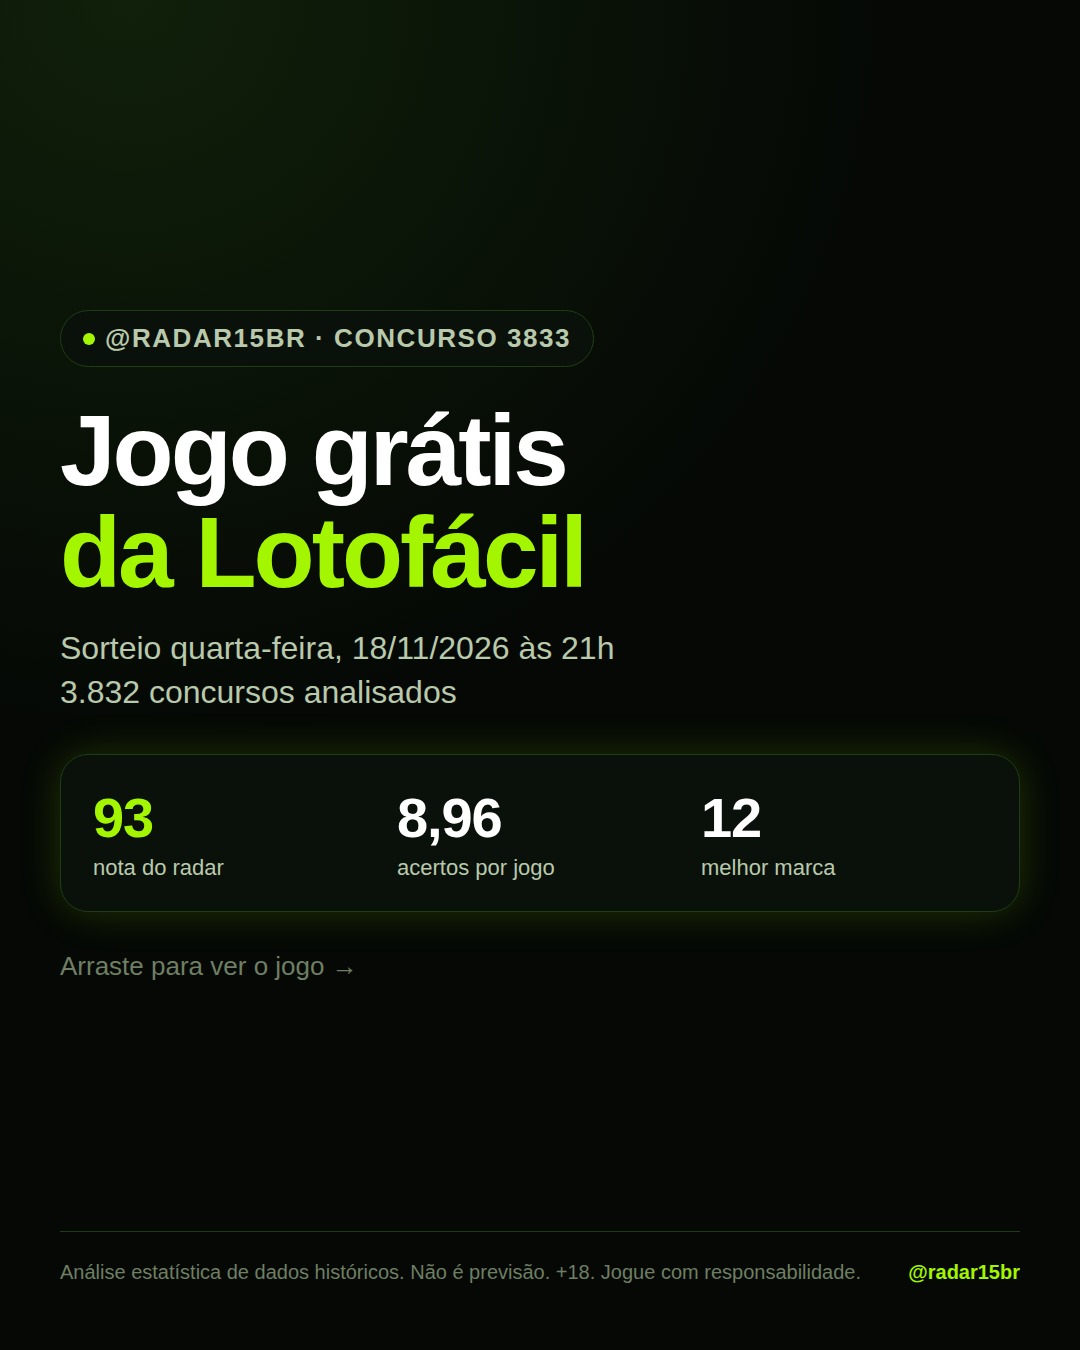 @RADAR15BR · CONCURSO 3833
Jogo grátis
da Lotofácil
Sorteio quarta-feira, 18/11/2026 às 21h
3.832 concursos analisados
93
nota do radar
8,96
acertos por jogo
12
melhor marca
Arraste para ver o jogo →
Análise estatística de dados históricos. Não é previsão. +18. Jogue com responsabilidade.
@radar15br